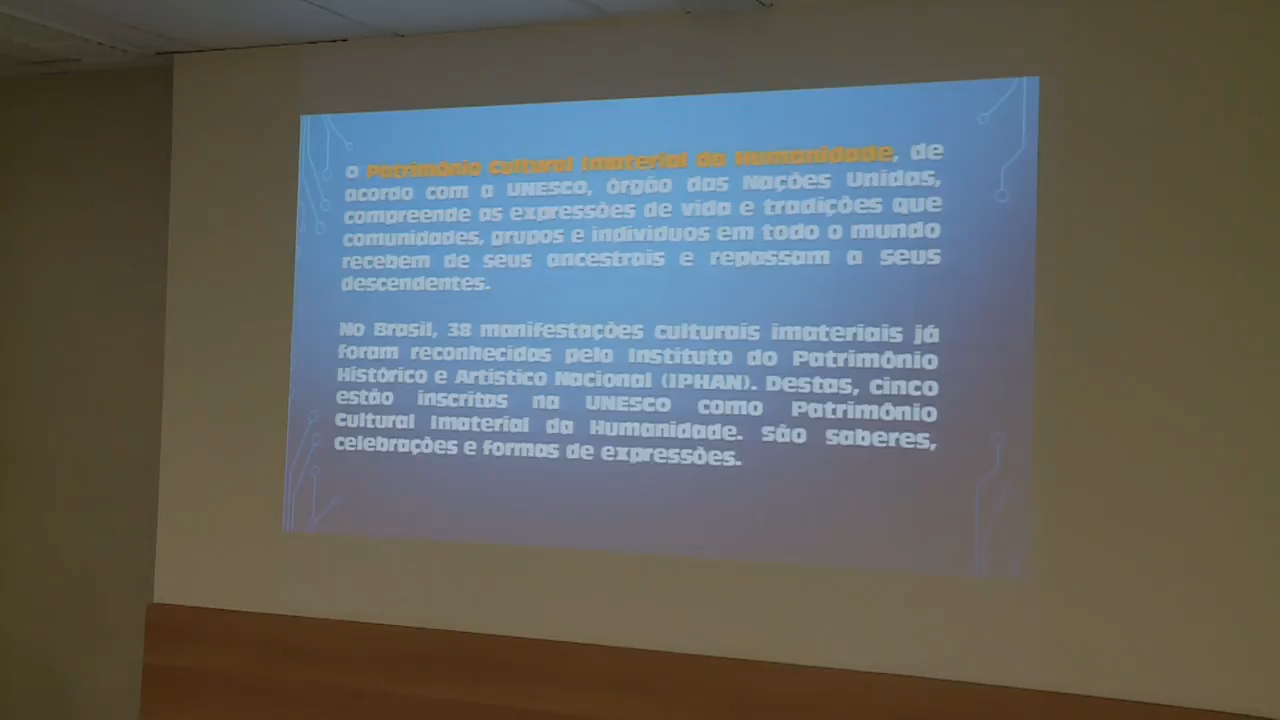 O Patrimônio Cultural Imaterial da Humanidade, de
acordo com a UNESCO, órgão das Nações Unidas,
compreende as expressões de vida e tradições que
comunidades, grupos e indivíduos em todo o mundo
recebem de seus ancestrais e repassam a seus
descendentes.
No Brasil, 38 manifestações culturais imateriais já
foram reconhecidas pelo Instituto do Patrimônio
Histórico e Artístico Nacional (IPHAN). Destas, cinco
estão inscritas na UNESCO como Patrimônio
Cultural Imaterial da Humanidade. São saberes,
celebrações e formas de expressões.